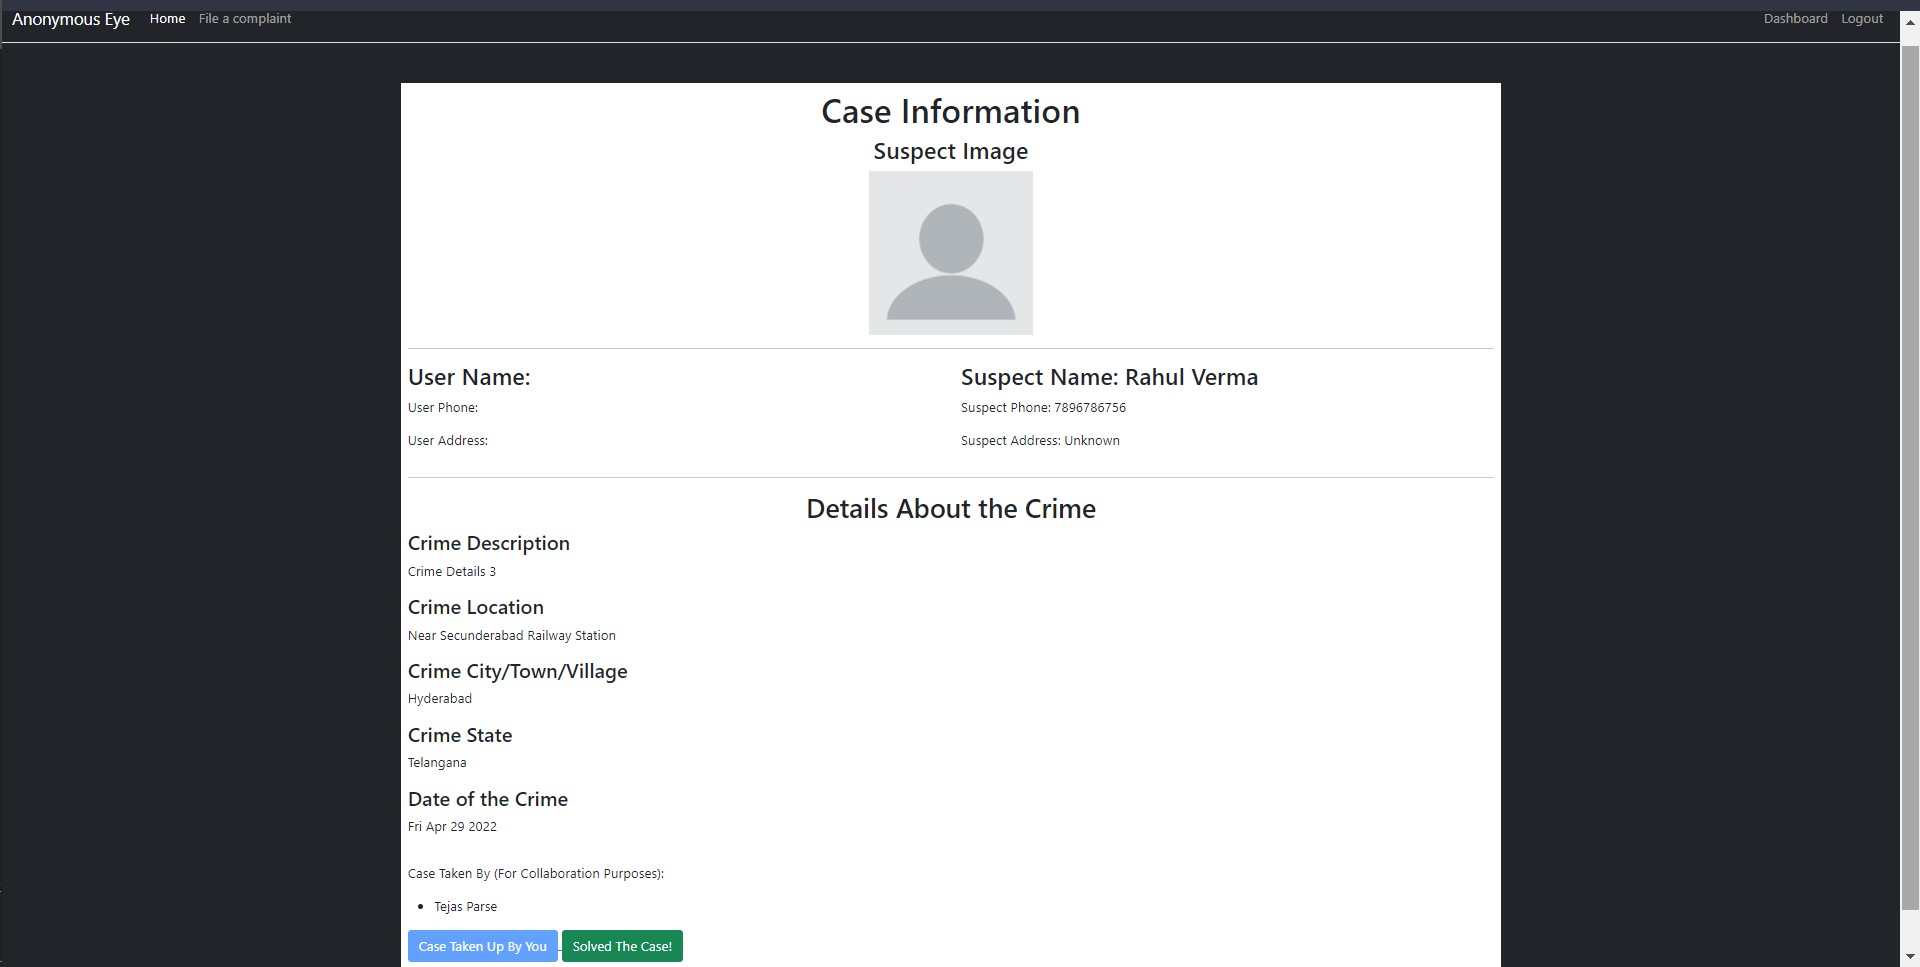 Anonymous Eye Home File a complaint Dashboard Logout
Case Information
Suspect Image
User Name: Suspect Name: Rahul Verma
User Phone: Suspect Phone: 7896786756
User Address: Suspect Address: Unknown
Details About the Crime
Crime Description
Crime Details 3
Crime Location
Near Secunderabad Railway Station
Crime City/Town/Village
Hyderabad
Crime State
Telangana
Date of the Crime
Fri Apr 29 2022
Case Taken By (For Collaboration Purposes):
Tejas Parse
Case Taken Up By You Solved The Case!